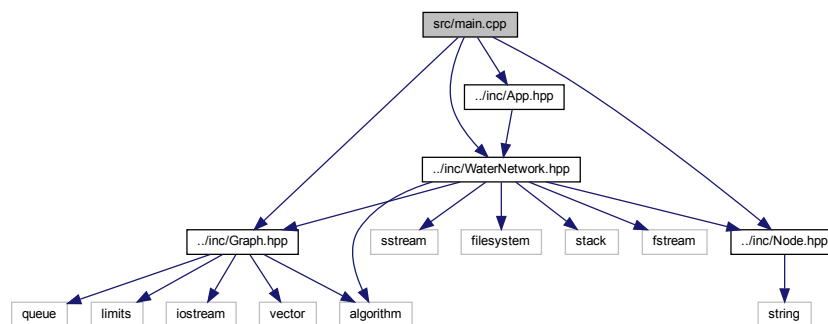 src/main.cpp
../inc/App.hpp
../inc/WaterNetwork.hpp
../inc/Graph.hpp
sstream
filesystem
stack
fstream
../inc/Node.hpp
queue
limits
iostream
vector
algorithm
string